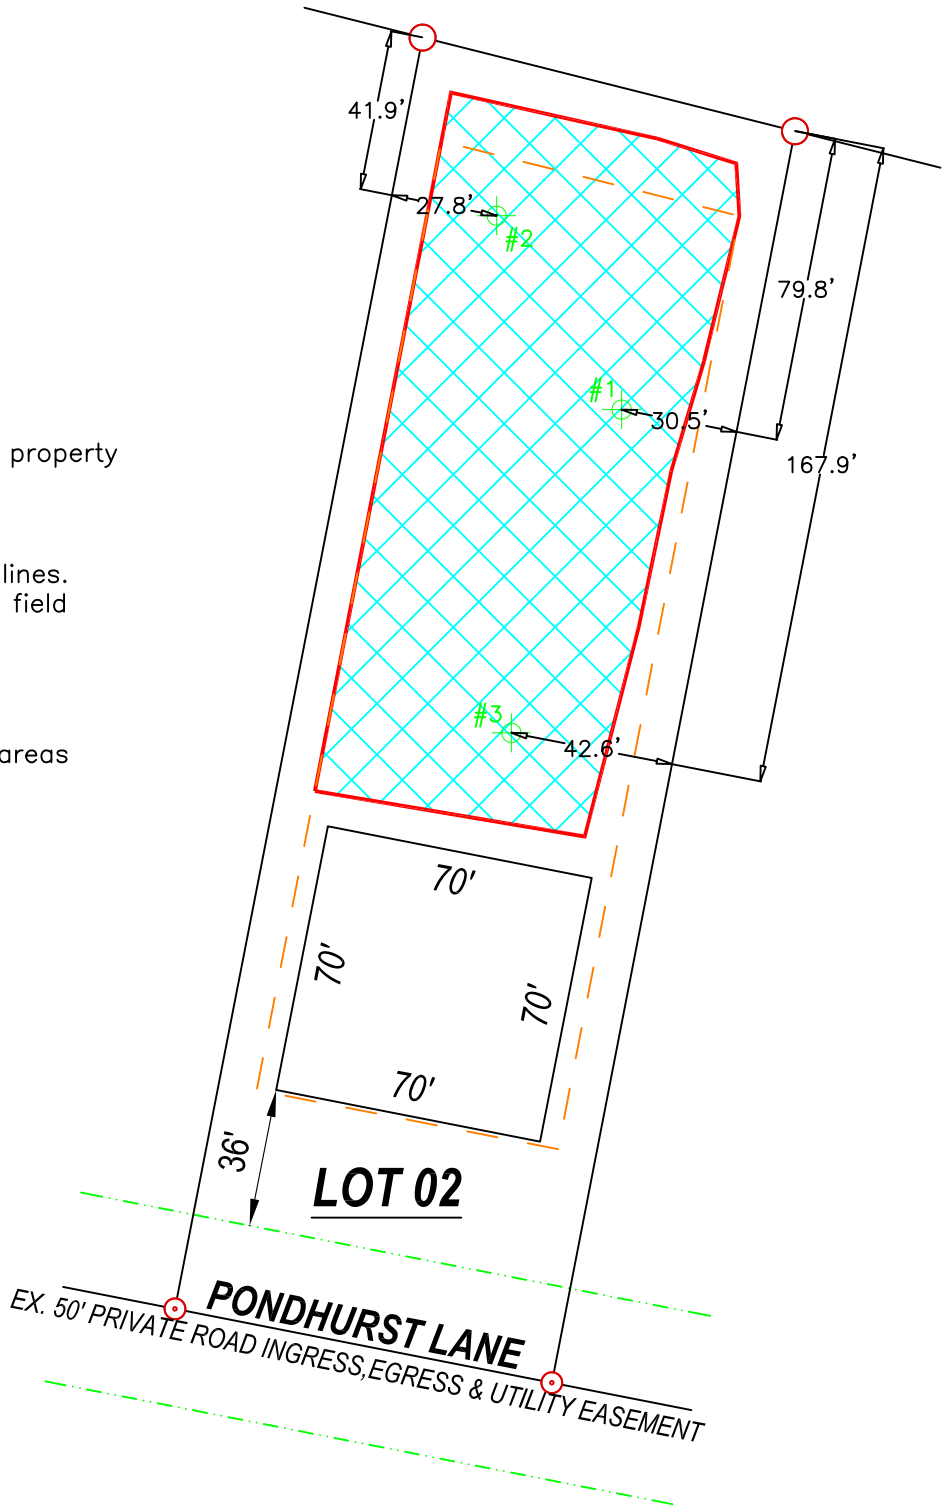 41.9'
27.8'
#2
79.8'
#1
30.5'
property
167.9'
lines.
field
#3
42.6'
areas
70'
70'
70'
70'
36'
LOT 02
PONDHURST LANE
EX. 50' PRIVATE ROAD INGRESS,EGRESS & UTILITY EASEMENT